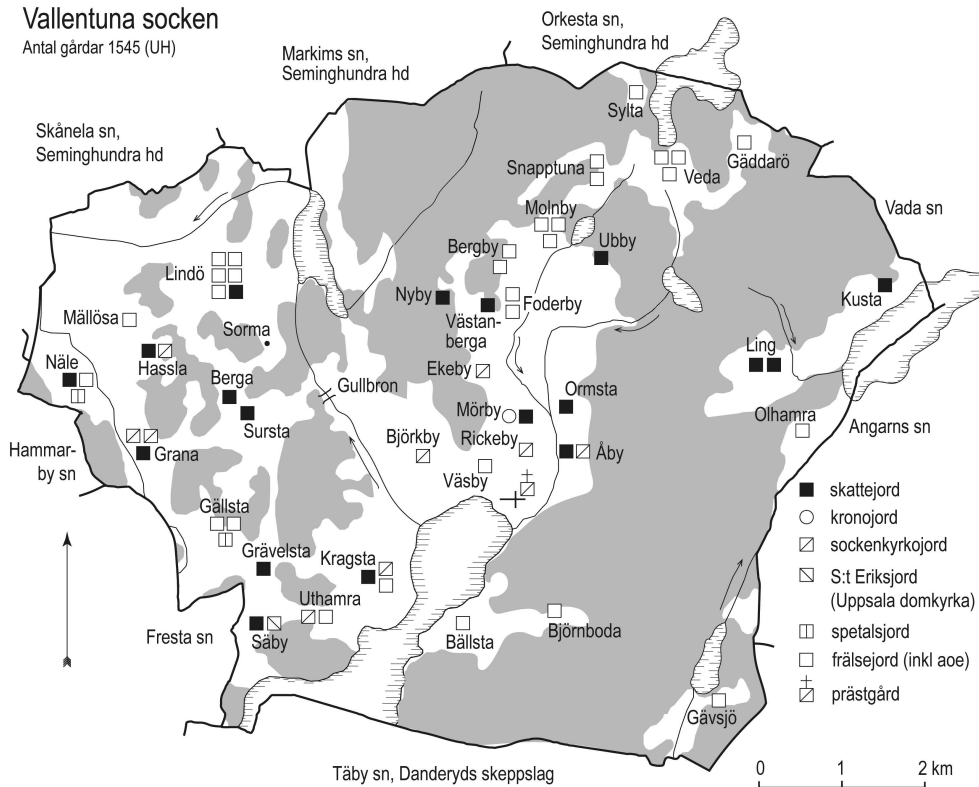 Vallentuna socken
Antal gårdar 1545 (UH)
Orkesta sn,
Seminghundra hd
Markims sn,
Seminghundra hd
Skånela sn,
Seminghundra hd
Sylta
Gäddarö
Veda
Snapptuna
Molnby
Vada sn
Bergby
Ubby
Lindö
Nyby
Foderby
Västan-
berga
Kusta
Mällösa
Sorma
Hassla
Näle
Ekeby
Ling
Berga
Gullbron
Ormsta
Sursta
Mörby
Olhamra
Angarns sn
Hammar-
by sn
Grana
Björkby
Rickeby
Åby
Väsby
Gällsta
Grävelsta
Kragsta
Uthamra
Fresta sn
Säby
Bällsta
Björnboda
Gävsjö
skattejord
kronojord
sockenkyrkojord
S:t Eriksjord
(Uppsala domkyrka)
spetalsjord
frälsejord (inkl aoe)
prästgård
Täby sn, Danderyds skeppslag
0 1 2 km